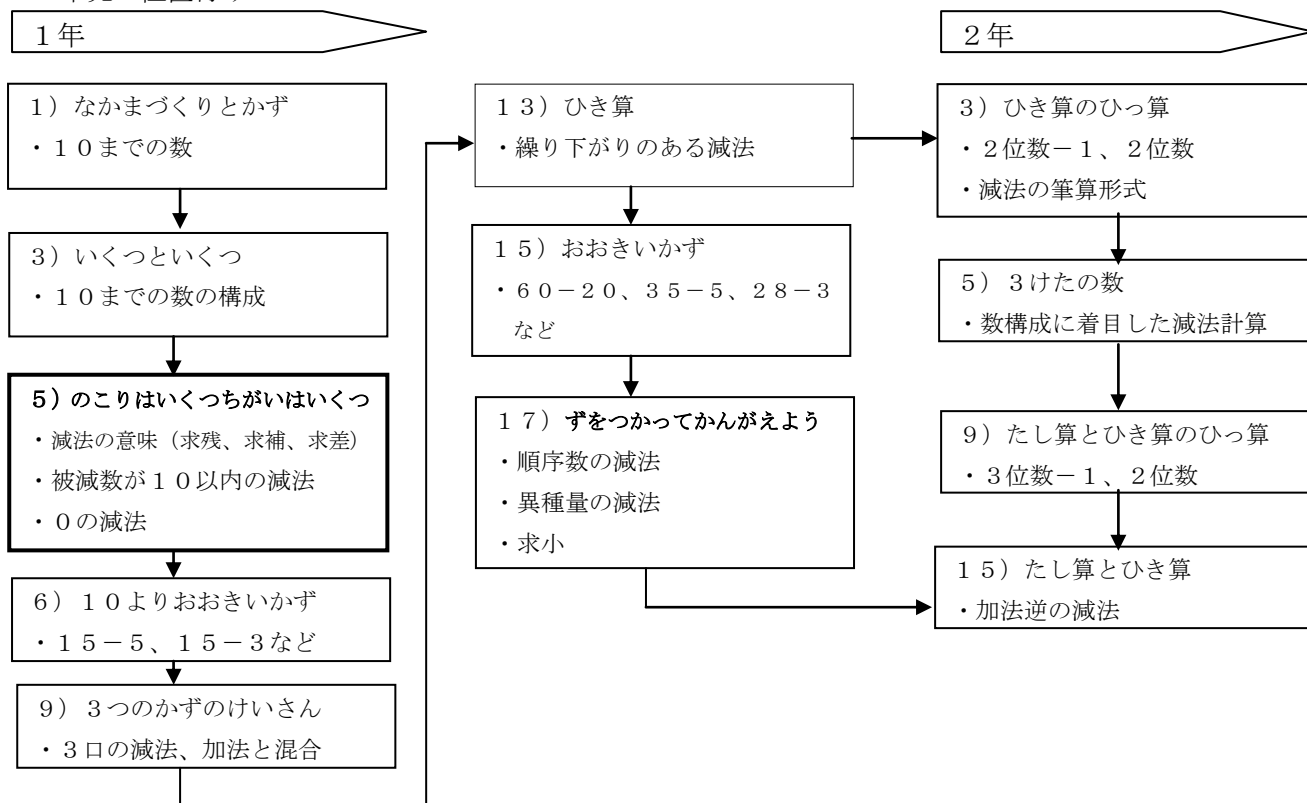 1年
1）なかまづくりとかず
・10までの数
3）いくつといくつ
・10までの数の構成
5）のこりはいくつちがいはいくつ
・減法の意味（求残、求補、求差）
・被減数が10以内の減法
・0の減法
6）10よりおおきいかず
・15－5、15－3など
9）3つのかずのけいさん
・3口の減法、加法と混合
13）ひき算
・繰り下がりのある減法
15）おおきいかず
・60－20、35－5、28－3
など
17）ずをつかってかんがえよう
・順序数の減法
・異種量の減法
・求小
2年
3）ひき算のひっ算
・2位数－1、2位数
・減法の筆算形式
5）3けたの数
・数構成に着目した減法計算
9）たし算とひき算のひっ算
・3位数－1、2位数
15）たし算とひき算
・加法逆の減法